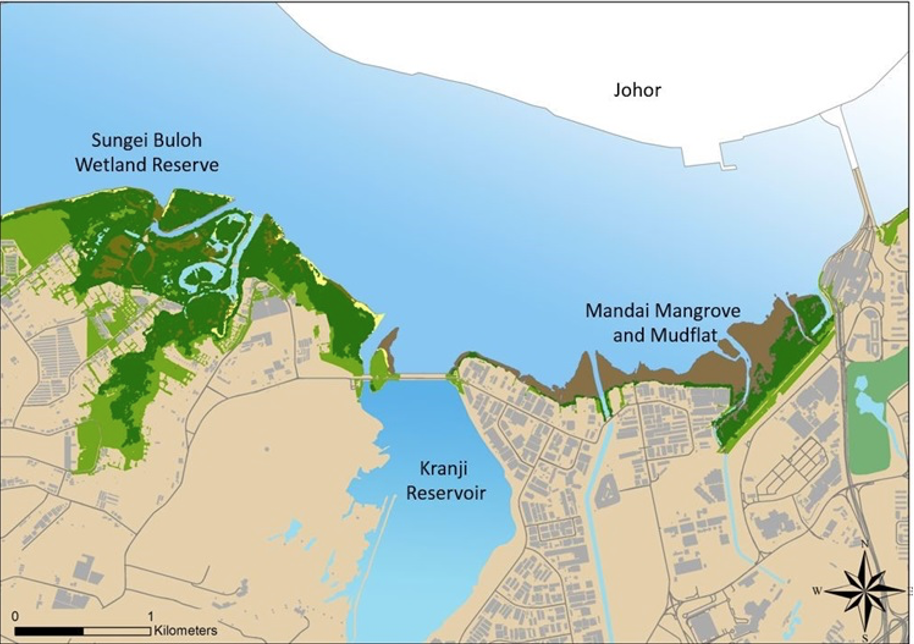 Johor
Sungei Buloh
Wetland Reserve
Mandai Mangrove
and Mudflat
Kranji
Reservoir
N
W
E
S
0 1
Kilometers